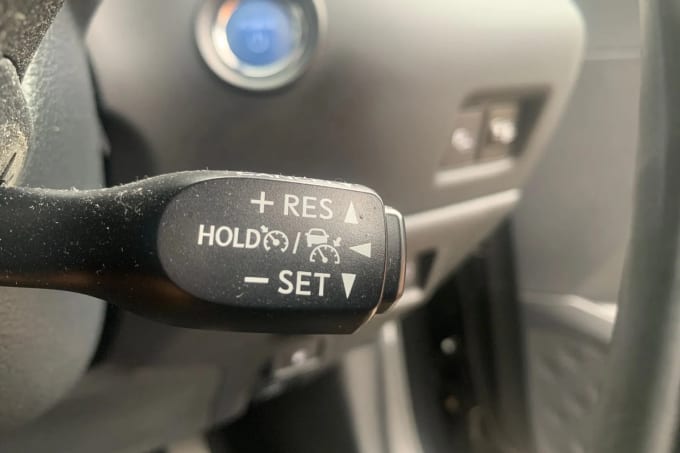 + RES ▲
HOLD / ◀
− SET ▼